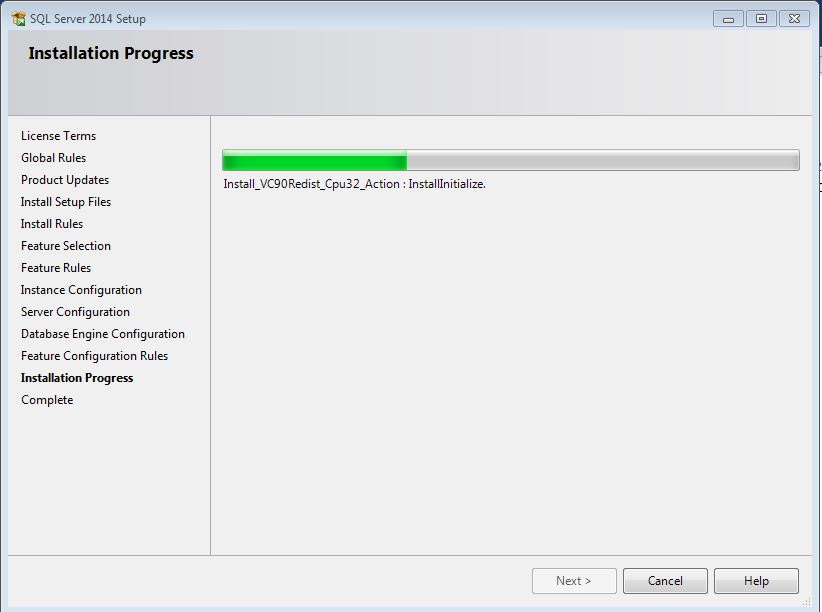 SQL Server 2014 Setup
Installation Progress
License Terms
Global Rules
Product Updates
Install Setup Files
Install Rules
Feature Selection
Feature Rules
Instance Configuration
Server Configuration
Database Engine Configuration
Feature Configuration Rules
Installation Progress
Complete
Install_VC90Redist_Cpu32_Action : InstallInitialize.
Next >
Cancel
Help